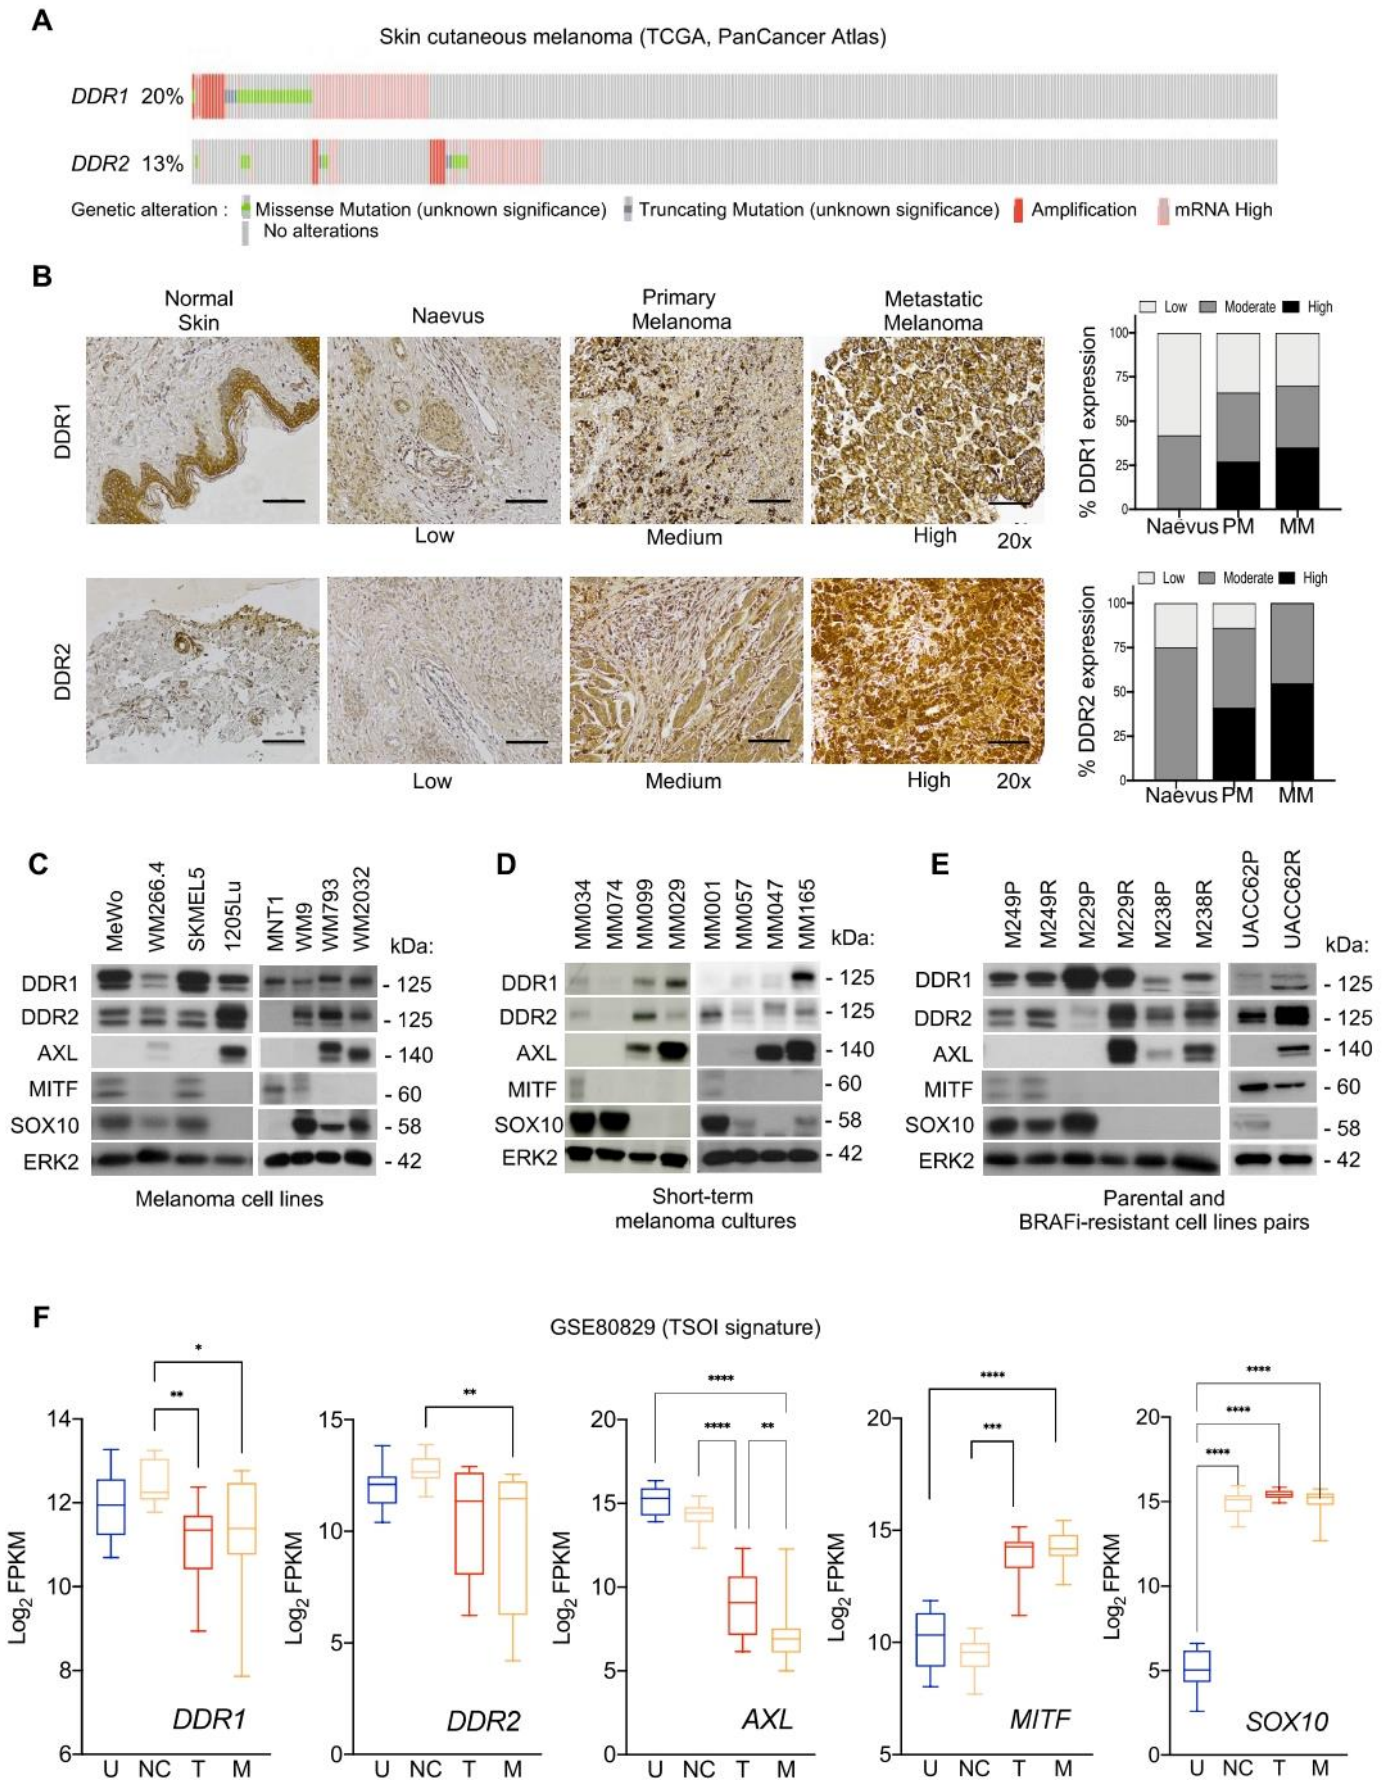 A
Skin cutaneous melanoma (TCGA, PanCancer Atlas)
DDR1 20%
DDR2 13%
Genetic alteration : Missense Mutation (unknown significance) Truncating Mutation (unknown significance) Amplification mRNA High
No alterations
B
Normal Skin
Naevus
Primary Melanoma
Metastatic Melanoma
DDR1
Low
Medium
High
20x
Low Moderate High
% DDR1 expression
100
75
50
25
0
Naevus PM MM
DDR2
Low
Medium
High
20x
Low Moderate High
% DDR2 expression
100
75
50
25
0
Naevus PM MM
C
MeWo WM266.4 SKMEL5 1205Lu MNT1 WM9 WM793 WM2032
kDa:
DDR1 - 125
DDR2 - 125
AXL - 140
MITF - 60
SOX10 - 58
ERK2 - 42
Melanoma cell lines
D
MM034 MM074 MM099 MM029 MM001 MM057 MM047 MM165
kDa:
DDR1 - 125
DDR2 - 125
AXL - 140
MITF - 60
SOX10 - 58
ERK2 - 42
Short-term
melanoma cultures
E
M249P M249R M229P M229R M238P M238R UACC62P UACC62R
kDa:
DDR1 - 125
DDR2 - 125
AXL - 140
MITF - 60
SOX10 - 58
ERK2 - 42
Parental and
BRAFi-resistant cell lines pairs
F
GSE80829 (TSOI signature)
Log2 FPKM
14
12
10
8
6
* **
DDR1
U NC T M
Log2 FPKM
15
10
5
0
**
DDR2
U NC T M
Log2 FPKM
20
15
10
5
0
**** **** **
AXL
U NC T M
Log2 FPKM
20
15
10
5
**** ***
MITF
U NC T M
Log2 FPKM
20
15
10
5
0
**** **** ****
SOX10
U NC T M